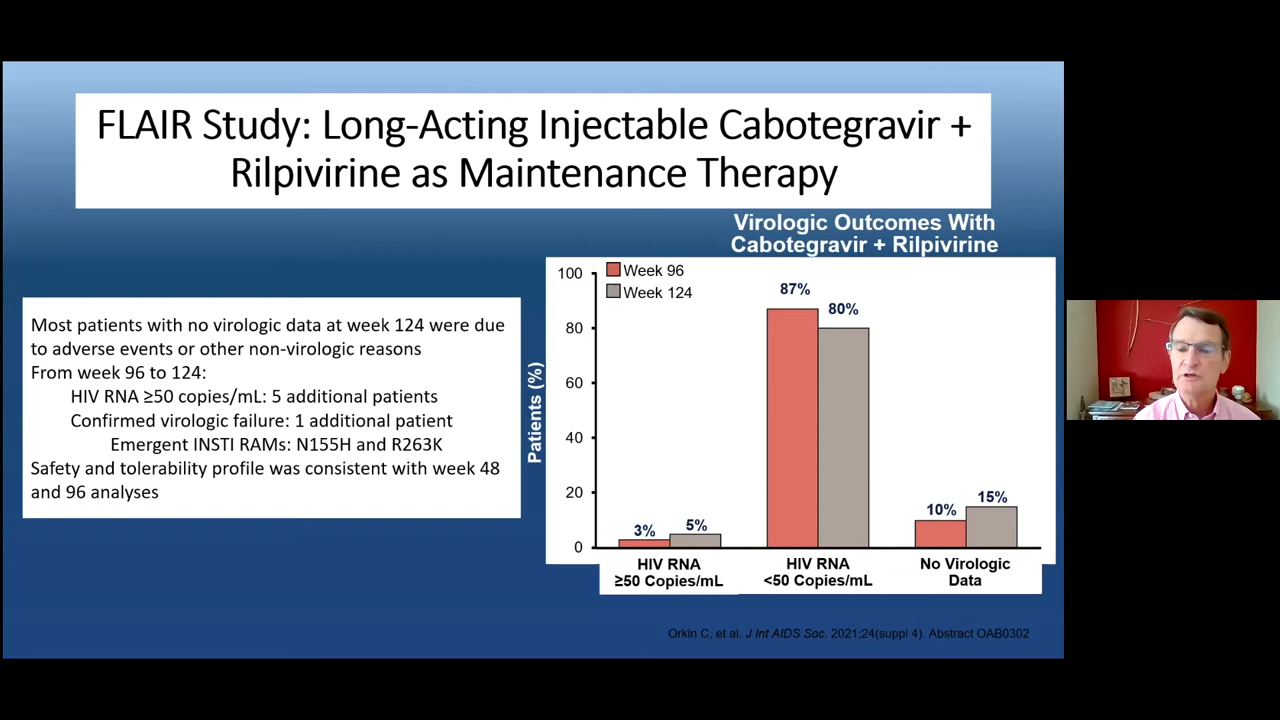 FLAIR Study: Long-Acting Injectable Cabotegravir +
Rilpivirine as Maintenance Therapy
Most patients with no virologic data at week 124 were due
to adverse events or other non-virologic reasons
From week 96 to 124:
HIV RNA ≥50 copies/mL: 5 additional patients
Confirmed virologic failure: 1 additional patient
Emergent INSTI RAMs: N155H and R263K
Safety and tolerability profile was consistent with week 48
and 96 analyses
Virologic Outcomes With
Cabotegravir + Rilpivirine
Patients (%)
100
80
60
40
20
0
Week 96
Week 124
3%
5%
87%
80%
10%
15%
HIV RNA
≥50 Copies/mL
HIV RNA
<50 Copies/mL
No Virologic
Data
Orkin C, et al. J Int AIDS Soc. 2021;24(suppl 4). Abstract OAB0302